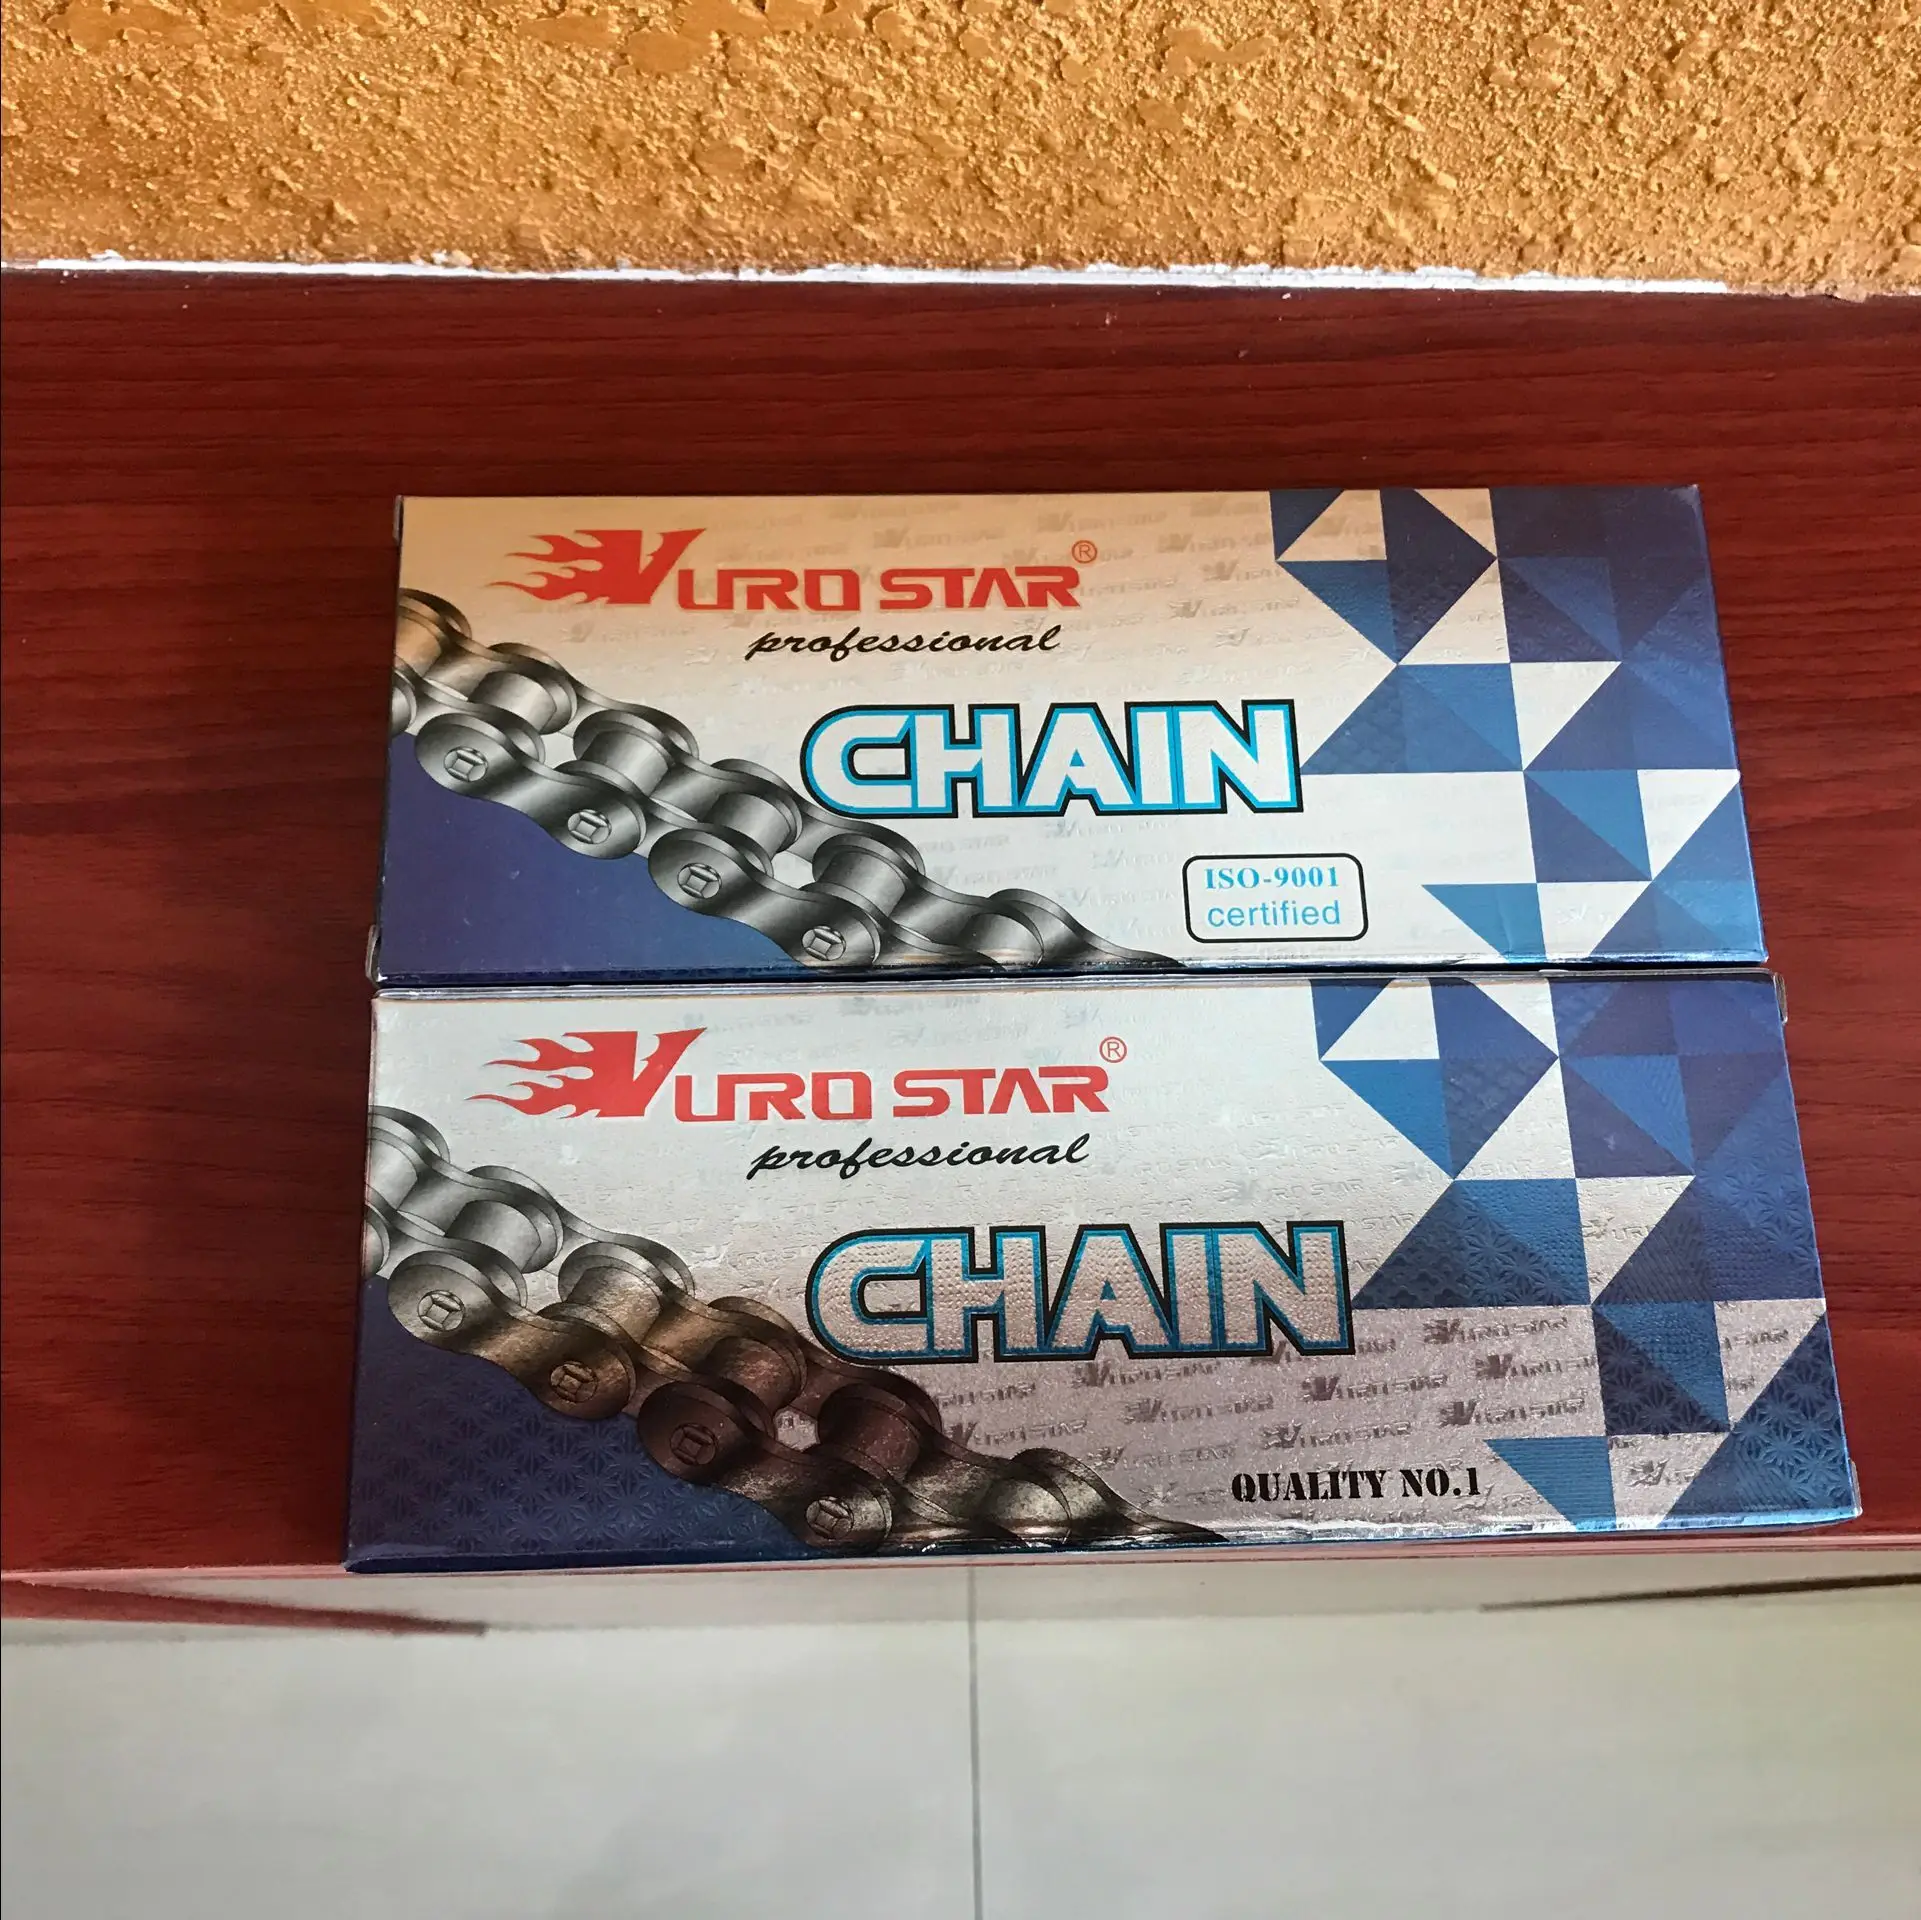 VURO STAR ®
professional
CHAIN
ISO-9001
certified
VURO STAR ®
professional
CHAIN
QUALITY NO.1